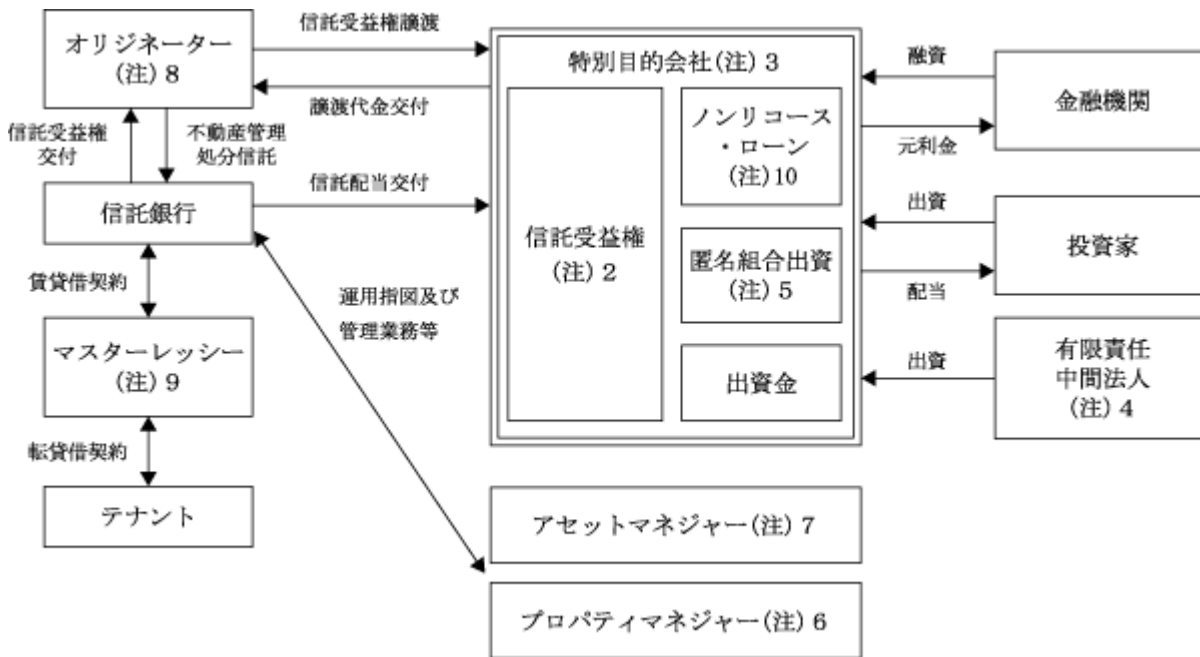 オリジネーター
(注) 8
信託受益権譲渡
譲渡代金交付
信託受益権
交付
不動産管理
処分信託
信託銀行
信託配当交付
賃貸借契約
マスターレッシー
(注) 9
転貸借契約
テナント
運用指図及び
管理業務等
特別目的会社(注) 3
信託受益権
(注) 2
ノンリコース
・ローン
(注)10
匿名組合出資
(注) 5
出資金
融資
元利金
金融機関
出資
配当
投資家
出資
有限責任
中間法人
(注) 4
アセットマネジャー(注) 7
プロパティマネジャー(注) 6